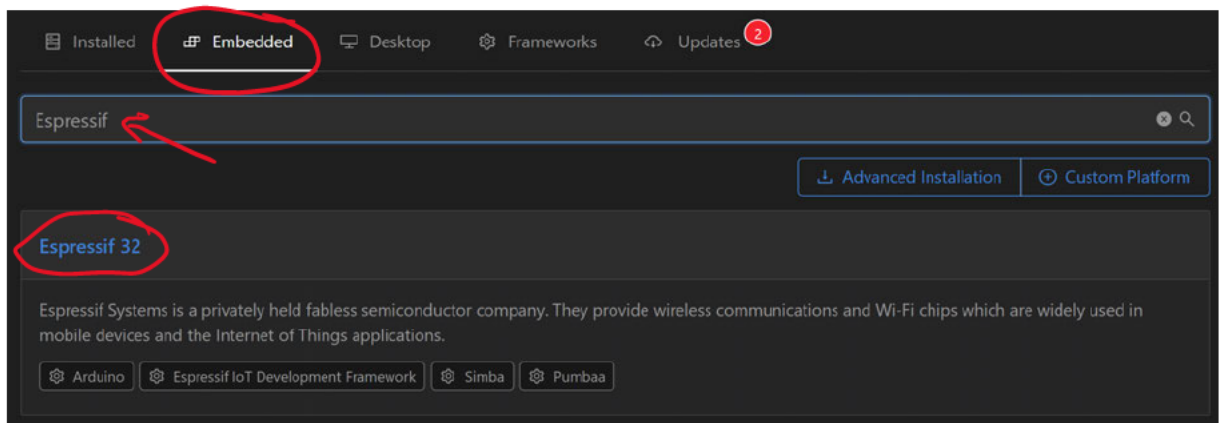 Installed Embedded Desktop Frameworks Updates 2
Espressif
Advanced Installation Custom Platform
Espressif 32
Espressif Systems is a privately held fabless semiconductor company. They provide wireless communications and Wi-Fi chips which are widely used in
mobile devices and the Internet of Things applications.
Arduino Espressif IoT Development Framework Simba Pumbaa